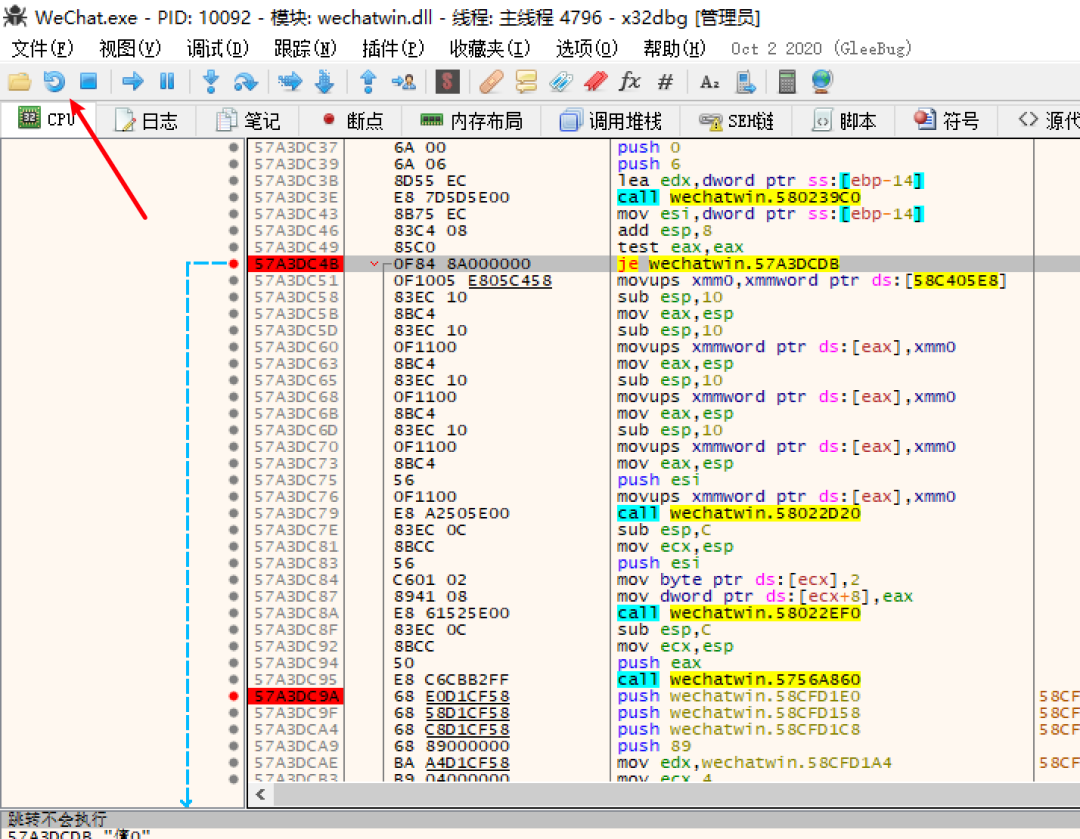 WeChat.exe - PID: 10092 - 模块: wechatwin.dll - 线程: 主线程 4796 - x32dbg [管理员]
文件(F) 视图(V) 调试(D) 跟踪(N) 插件(P) 收藏夹(I) 选项(O) 帮助(H) Oct 2 2020 (GleeBug)
CPU 日志 笔记 断点 内存布局 调用堆栈 SEH链 脚本 符号 源代
57A3DC37 6A 00 push 0
57A3DC39 6A 06 push 6
57A3DC3B 8D55 EC lea edx,dword ptr ss:[ebp-14]
57A3DC3E E8 7D5D5E00 call wechatwin.580239C0
57A3DC43 8B75 EC mov esi,dword ptr ss:[ebp-14]
57A3DC46 83C4 08 add esp,8
57A3DC49 85C0 test eax,eax
57A3DC4B 0F84 8A000000 je wechatwin.57A3DCDB
57A3DC51 0F1005 E805C458 movups xmm0,xmmword ptr ds:[58C405E8]
57A3DC58 83EC 10 sub esp,10
57A3DC5B 8BC4 mov eax,esp
57A3DC5D 83EC 10 sub esp,10
57A3DC60 0F1100 movups xmmword ptr ds:[eax],xmm0
57A3DC63 8BC4 mov eax,esp
57A3DC65 83EC 10 sub esp,10
57A3DC68 0F1100 movups xmmword ptr ds:[eax],xmm0
57A3DC6B 8BC4 mov eax,esp
57A3DC6D 83EC 10 sub esp,10
57A3DC70 0F1100 movups xmmword ptr ds:[eax],xmm0
57A3DC73 8BC4 mov eax,esp
57A3DC75 56 push esi
57A3DC76 0F1100 movups xmmword ptr ds:[eax],xmm0
57A3DC79 E8 A2505E00 call wechatwin.58022D20
57A3DC7E 83EC 0C sub esp,C
57A3DC81 8BCC mov ecx,esp
57A3DC83 56 push esi
57A3DC84 C601 02 mov byte ptr ds:[ecx],2
57A3DC87 8941 08 mov dword ptr ds:[ecx+8],eax
57A3DC8A E8 61525E00 call wechatwin.58022EF0
57A3DC8F 83EC 0C sub esp,C
57A3DC92 8BCC mov ecx,esp
57A3DC94 50 push eax
57A3DC95 E8 C6CBB2FF call wechatwin.5756A860
57A3DC9A 68 E0D1CF58 push wechatwin.58CFD1E0 58CF
57A3DC9F 68 58D1CF58 push wechatwin.58CFD158 58CF
57A3DCA4 68 C8D1CF58 push wechatwin.58CFD1C8 58CF
57A3DCA9 68 89000000 push 89
57A3DCAE BA A4D1CF58 mov edx,wechatwin.58CFD1A4 58CF
57A3DCB3 B9 04000000 mov ecx,4
跳转不会执行
57A3DCDB "值0"